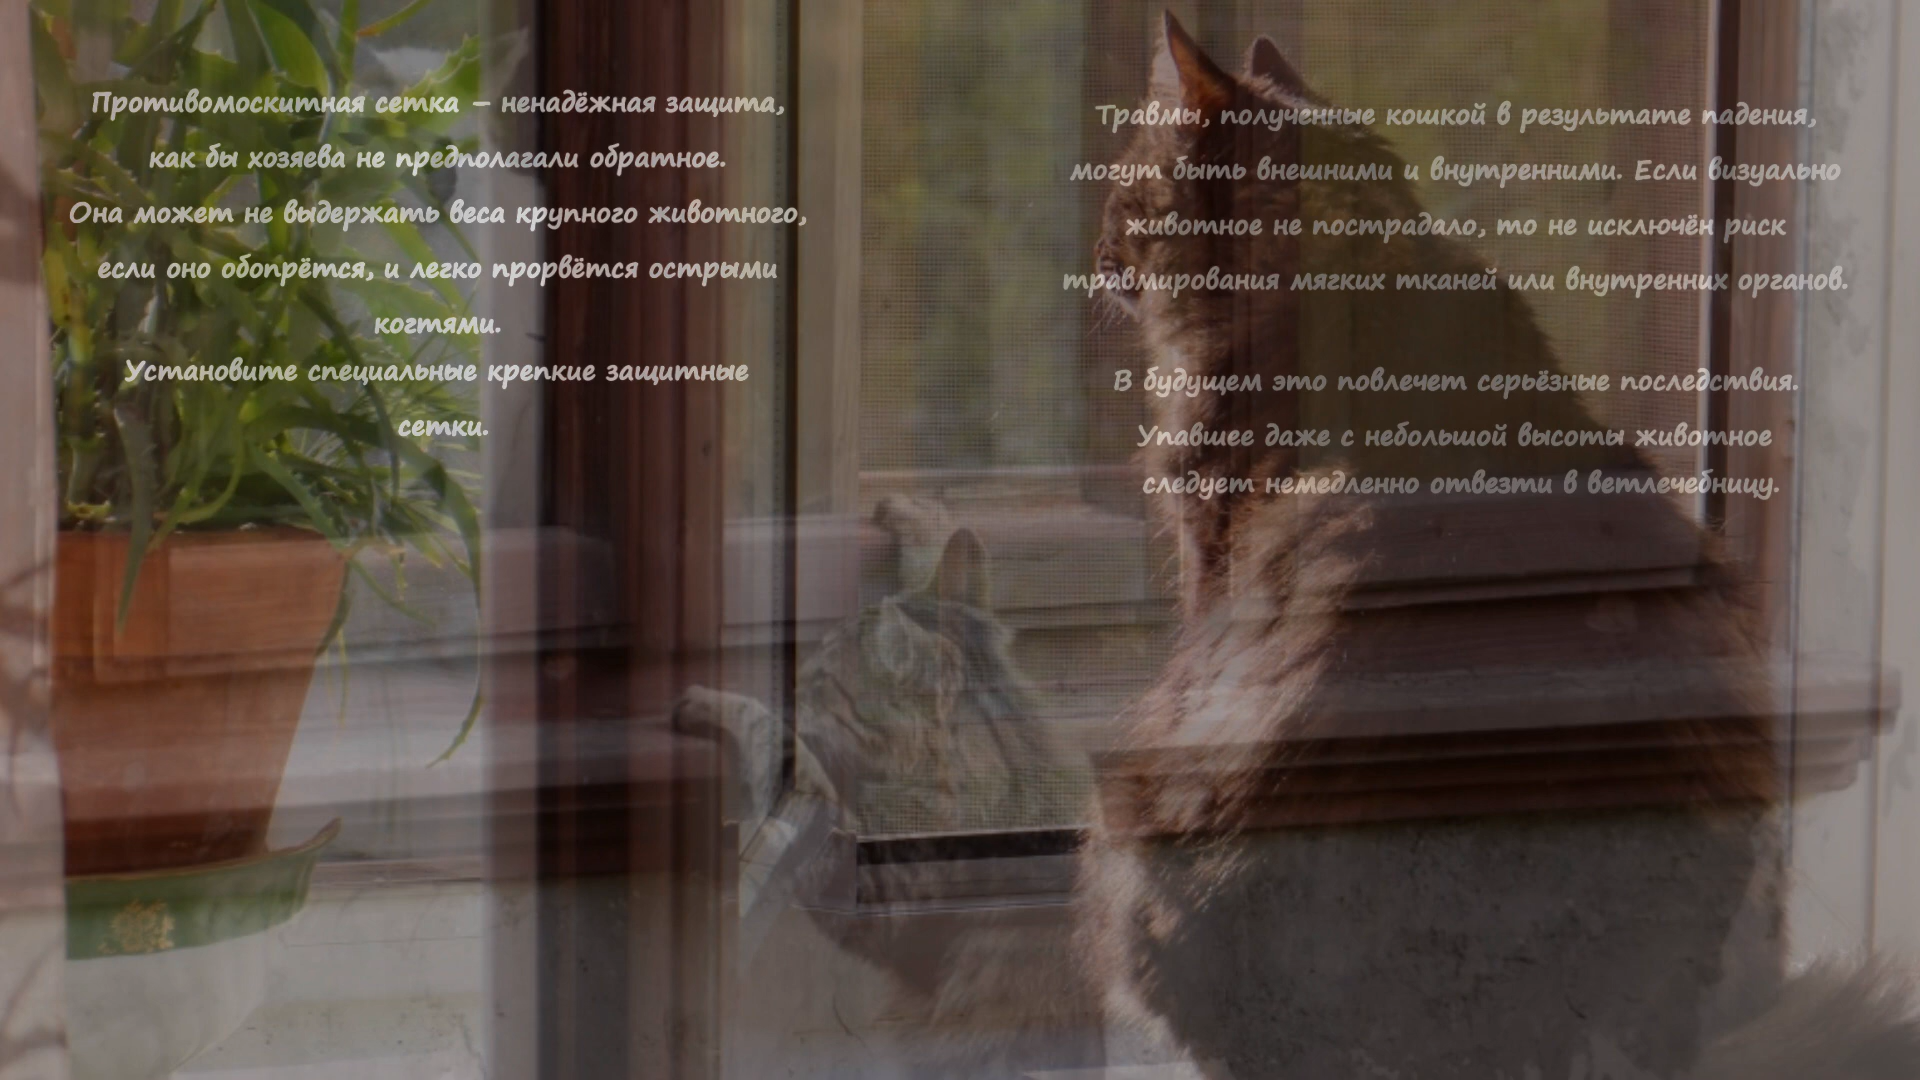 Противомоскитная сетка – ненадёжная защита,
как бы хозяева не предполагали обратное.
Она может не выдержать веса крупного животного,
если оно обопрётся, и легко прорвётся острыми
когтями.
Установите специальные крепкие защитные
сетки.
Травмы, полученные кошкой в результате падения,
могут быть внешними и внутренними. Если визуально
животное не пострадало, то не исключён риск
травмирования мягких тканей или внутренних органов.
В будущем это повлечет серьёзные последствия.
Упавшее даже с небольшой высоты животное
следует немедленно отвезти в ветлечебницу.